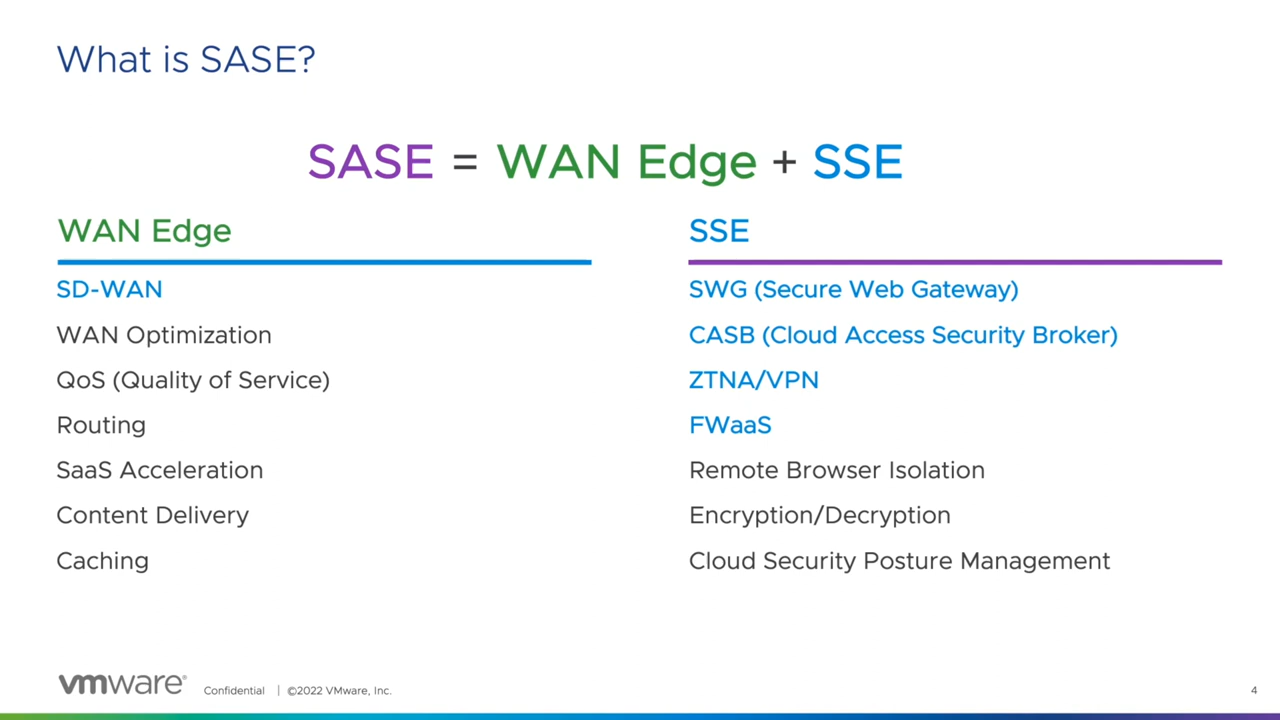 What is SASE?
SASE = WAN Edge + SSE
WAN Edge
SD-WAN
WAN Optimization
QoS (Quality of Service)
Routing
SaaS Acceleration
Content Delivery
Caching
SSE
SWG (Secure Web Gateway)
CASB (Cloud Access Security Broker)
ZTNA/VPN
FWaaS
Remote Browser Isolation
Encryption/Decryption
Cloud Security Posture Management
vmware®
Confidential | ©2022 VMware, Inc.
4